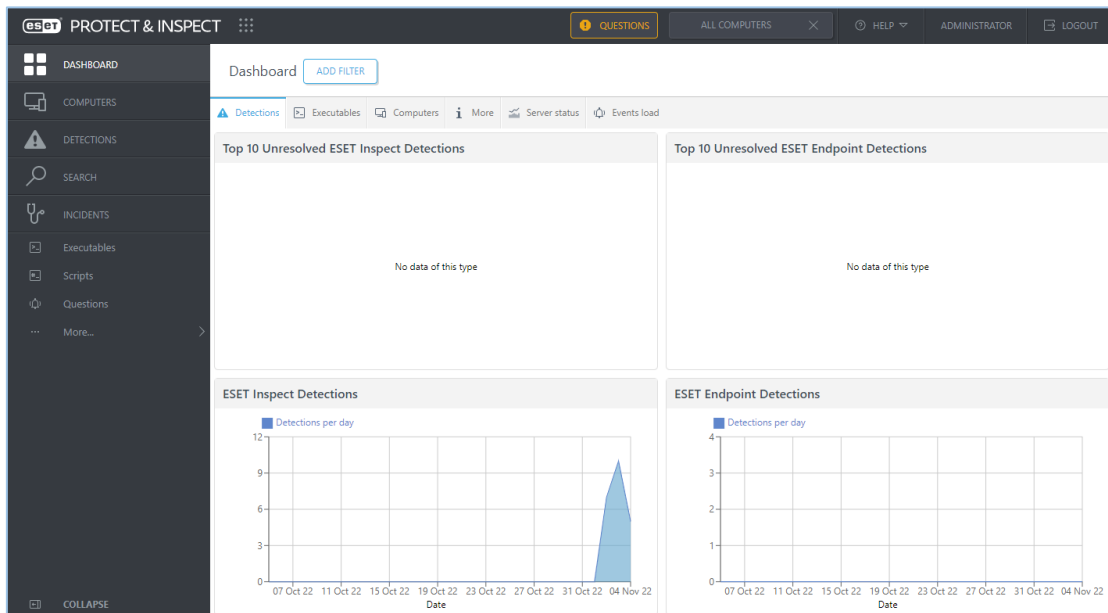 eseT PROTECT & INSPECT
QUESTIONS
ALL COMPUTERS
HELP
ADMINISTRATOR
LOGOUT
DASHBOARD
COMPUTERS
DETECTIONS
SEARCH
INCIDENTS
Executables
Scripts
Questions
More...
COLLAPSE
Dashboard
ADD FILTER
Detections
Executables
Computers
More
Server status
Events load
Top 10 Unresolved ESET Inspect Detections
No data of this type
Top 10 Unresolved ESET Endpoint Detections
No data of this type
ESET Inspect Detections
Detections per day
12
9
6
3
0
07 Oct 22 11 Oct 22 15 Oct 22 19 Oct 22 23 Oct 22 27 Oct 22 31 Oct 22 04 Nov 22
Date
ESET Endpoint Detections
Detections per day
4
3
2
1
0
07 Oct 22 11 Oct 22 15 Oct 22 19 Oct 22 23 Oct 22 27 Oct 22 31 Oct 22 04 Nov 22
Date